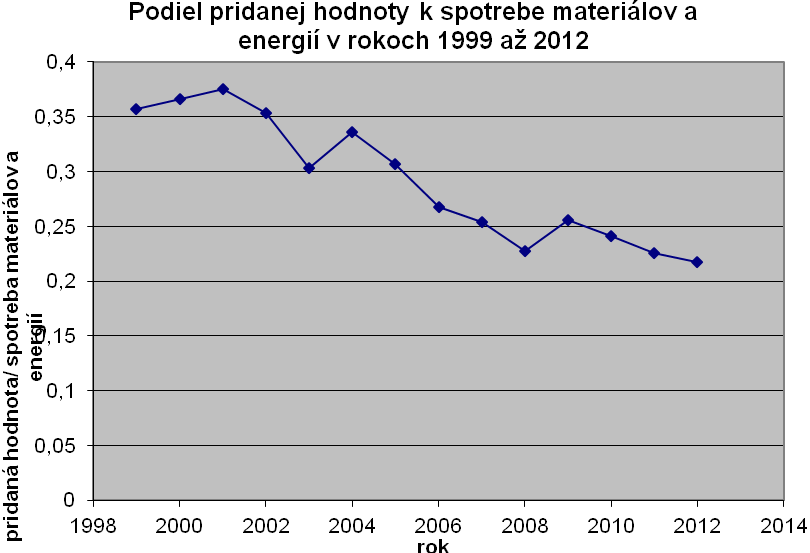 Podiel pridanej hodnoty k spotrebe materiálov a
energií v rokoch 1999 až 2012
pridaná hodnota/ spotreba materiálov a
energií
0,4
0,35
0,3
0,25
0,2
0,15
0,1
0,05
0
1998 2000 2002 2004 2006 2008 2010 2012 2014
rok